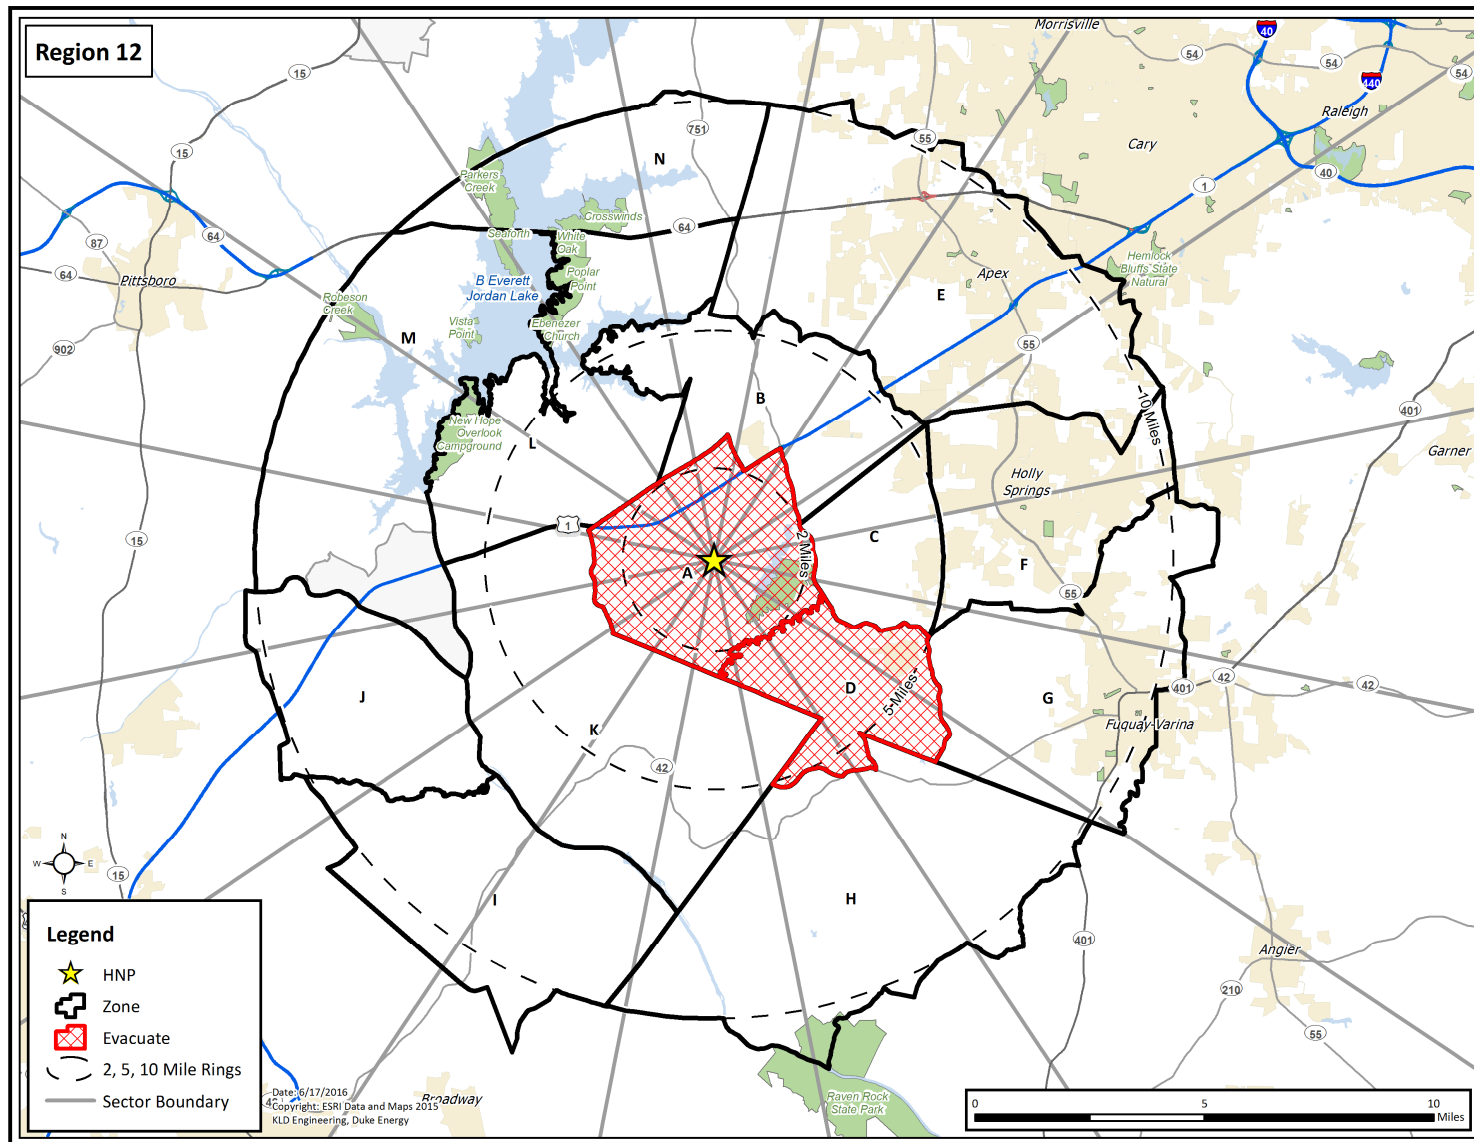 Region 12
Morrisville
40
54
54
54
440
15
Raleigh
751
55
Cary
15
N
Parkers
Creek
40
1
Crosswinds
64
Seaforth
White
Oak
64
87
64
Pittsboro
B Everett
Jordan Lake
Poplar
Point
Apex
Hemlock
Bluffs State
Natural
E
Robeson
Creek
Vista
Point
Ebenezer
Church
M
902
55
B
10 Miles
401
New Hope
Overlook
Campground
L
Garner
Holly
Springs
1
C
15
2 Miles
A
F
55
D
5-Miles
J
G
42
42
401
Fuquay-Varina
K
42
N
W
E
S
15
I
H
401
Angier
210
55
Legend
HNP
Zone
Evacuate
2, 5, 10 Mile Rings
Sector Boundary
Date: 6/17/2016
Copyright: ESRI Data and Maps 2015
KLD Engineering, Duke Energy
Broadway
Raven Rock
State Park
0
5
10
Miles